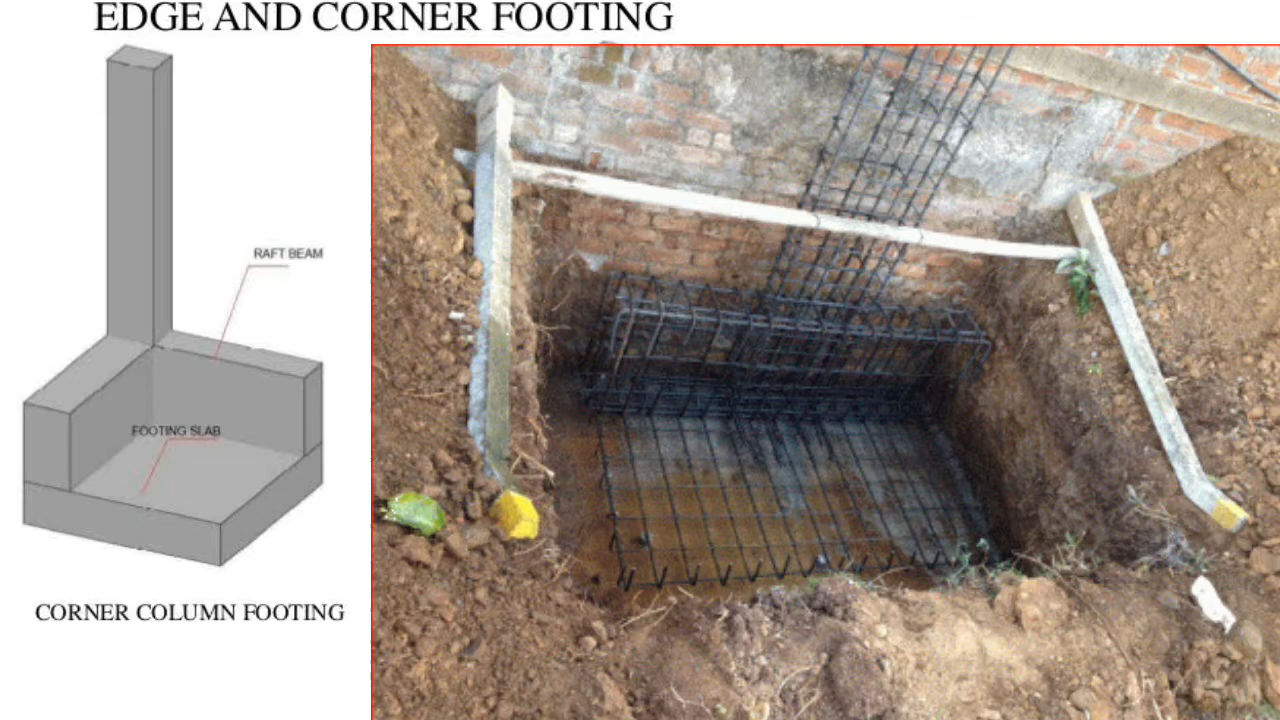 EDGE AND CORNER FOOTING
RAFT BEAM
FOOTING SLAB
CORNER COLUMN FOOTING